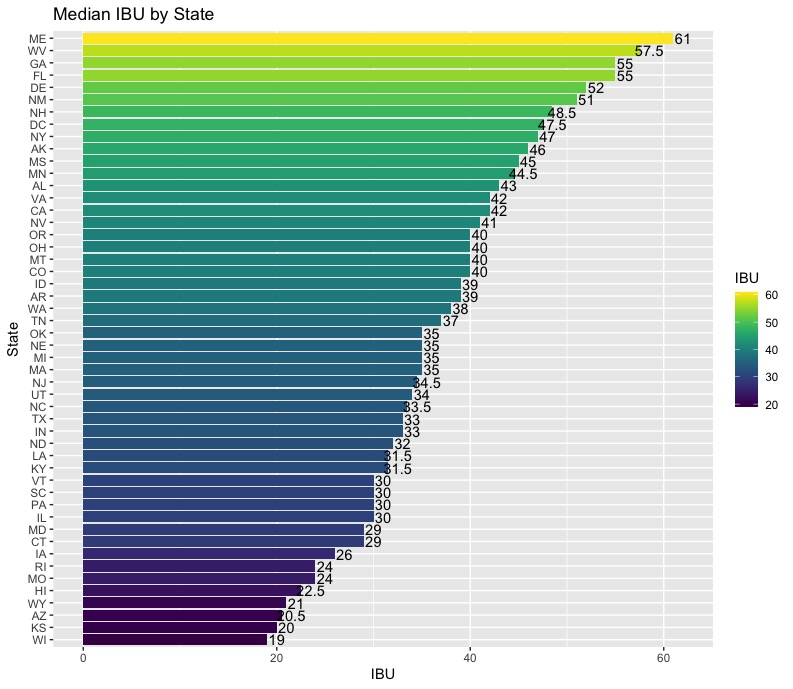 Median IBU by State
State
ME 61
WV 57.5
GA 55
FL 55
DE 52
NM 51
NH 48.5
DC 47.5
NY 47
AK 46
MS 45
MN 44.5
AL 43
VA 42
CA 42
NV 41
OR 40
OH 40
MT 40
CO 40
ID 39
AR 39
WA 38
TN 37
OK 35
NE 35
MI 35
MA 35
NJ 34.5
UT 34
NC 33.5
TX 33
IN 33
ND 32
LA 31.5
KY 31.5
VT 30
SC 30
PA 30
IL 30
MD 29
CT 29
IA 26
RI 24
MO 24
HI 22.5
WY 21
AZ 20.5
KS 20
WI 19
0 20 40 60
IBU
IBU
60
50
40
30
20